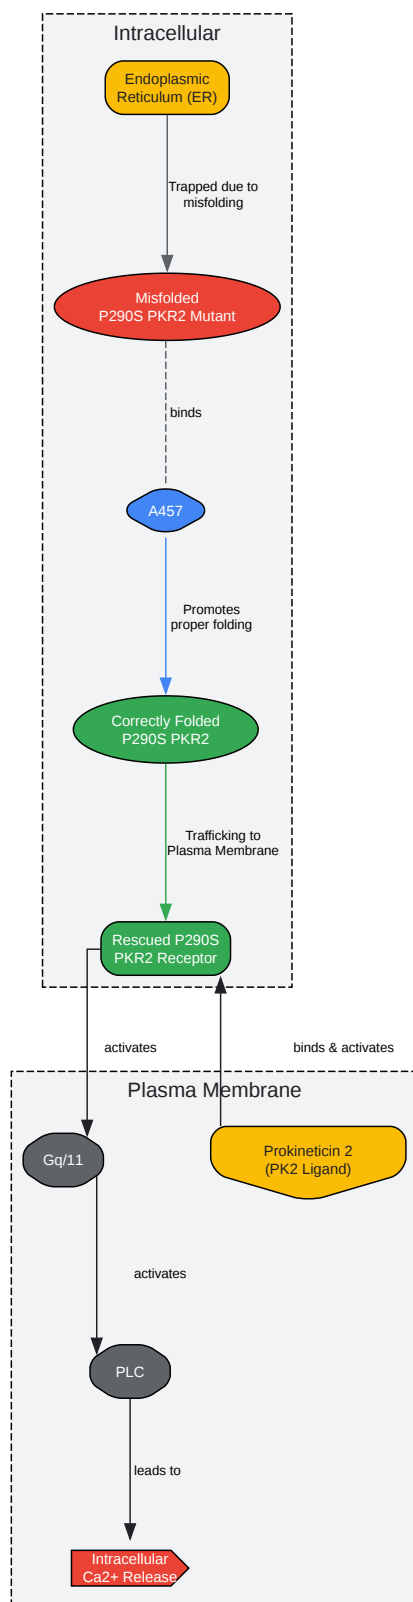 Intracellular
Endoplasmic
Reticulum (ER)
Trapped due to
misfolding
Misfolded
P290S PKR2 Mutant
binds
A457
Promotes
proper folding
Correctly Folded
P290S PKR2
Trafficking to
Plasma Membrane
Rescued P290S
PKR2 Receptor
activates
binds & activates
Plasma Membrane
Gq/11
Prokineticin 2
(PK2 Ligand)
activates
PLC
leads to
Intracellular
Ca2+ Release